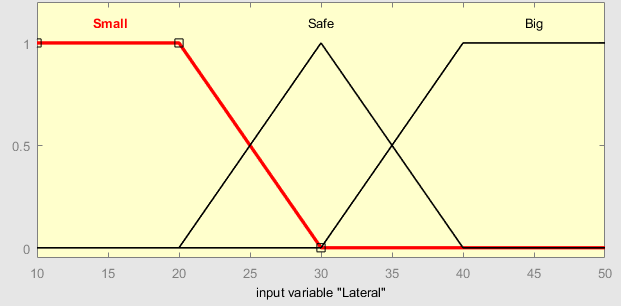 Small Safe Big
1
0.5
0
10 15 20 25 30 35 40 45 50
input variable "Lateral"